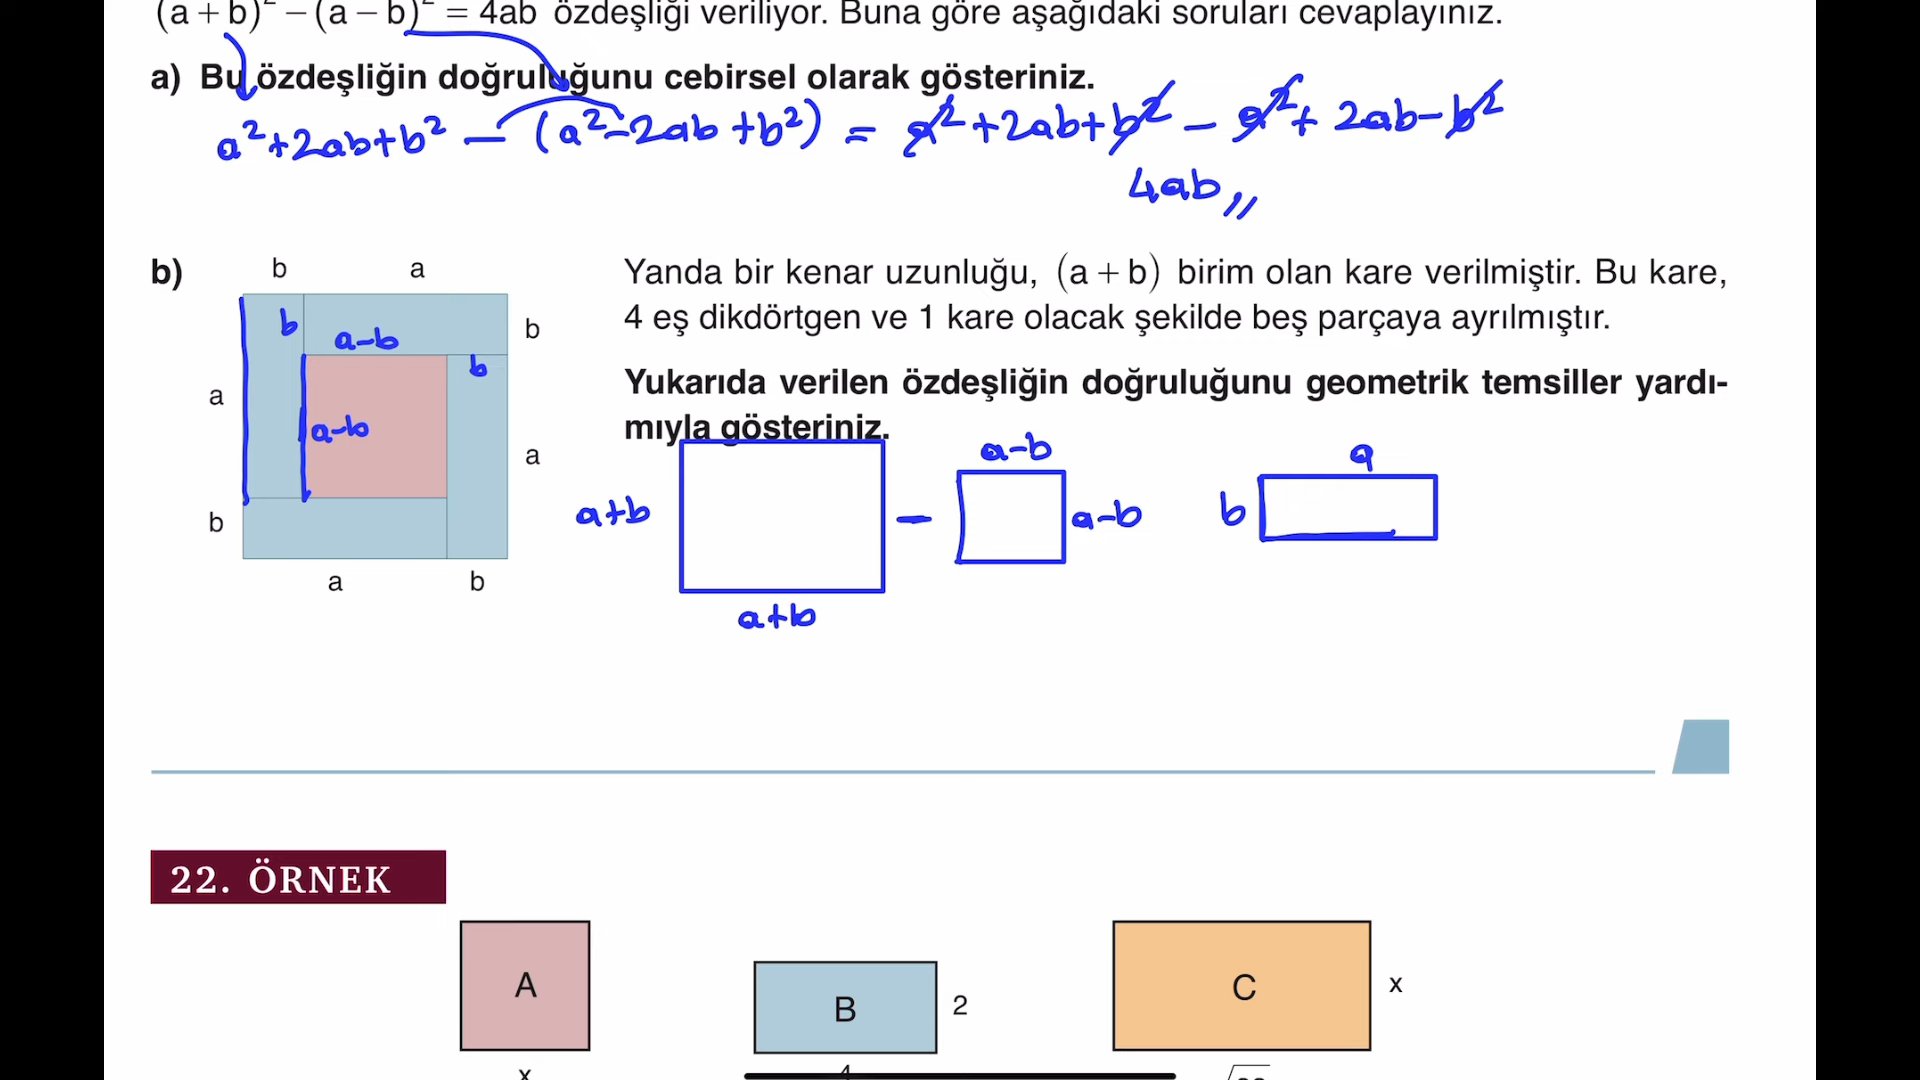 (a + b)² – (a – b)² = 4ab özdeşliği veriliyor. Buna göre aşağıdaki soruları cevaplayınız.
a) Bu özdeşliğin doğruluğunu cebirsel olarak gösteriniz.
a²+2ab+b² – (a²-2ab+b²) = a²+2ab+b² – a²+2ab-b²
4ab,,
b)
b a
b
a-b
b
b
a
a-b
a
b
a b
Yanda bir kenar uzunluğu, (a + b) birim olan kare verilmiştir. Bu kare,
4 eş dikdörtgen ve 1 kare olacak şekilde beş parçaya ayrılmıştır.
Yukarıda verilen özdeşliğin doğruluğunu geometrik temsiller yardı-
mıyla gösteriniz.
a-b a
a+b – a-b b
a+b
22. ÖRNEK
A B 2 C x
x 4